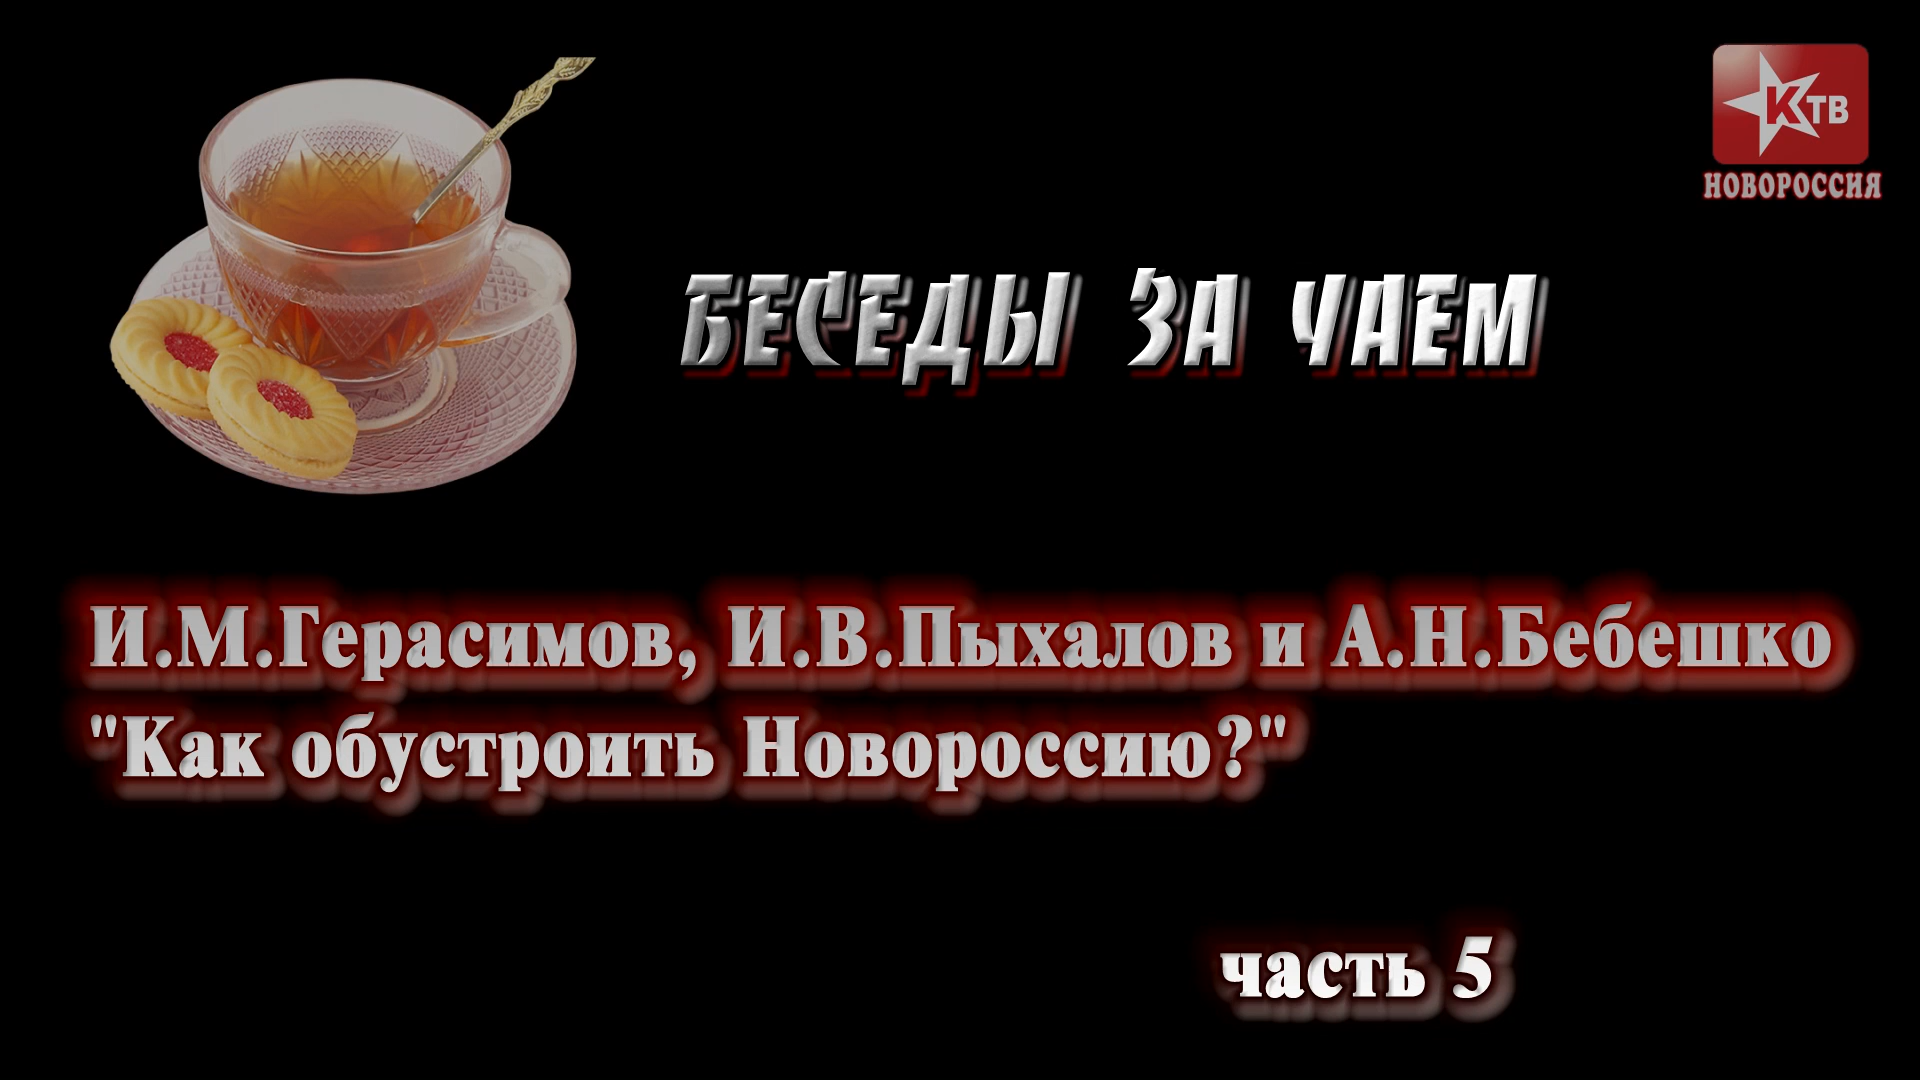 КТВ
НОВОРОССИЯ
БЕСЕДЫ ЗА ЧАЕМ
И.М.Герасимов, И.В.Пыхалов и А.Н.Бебешко
"Как обустроить Новороссию?"
часть 5